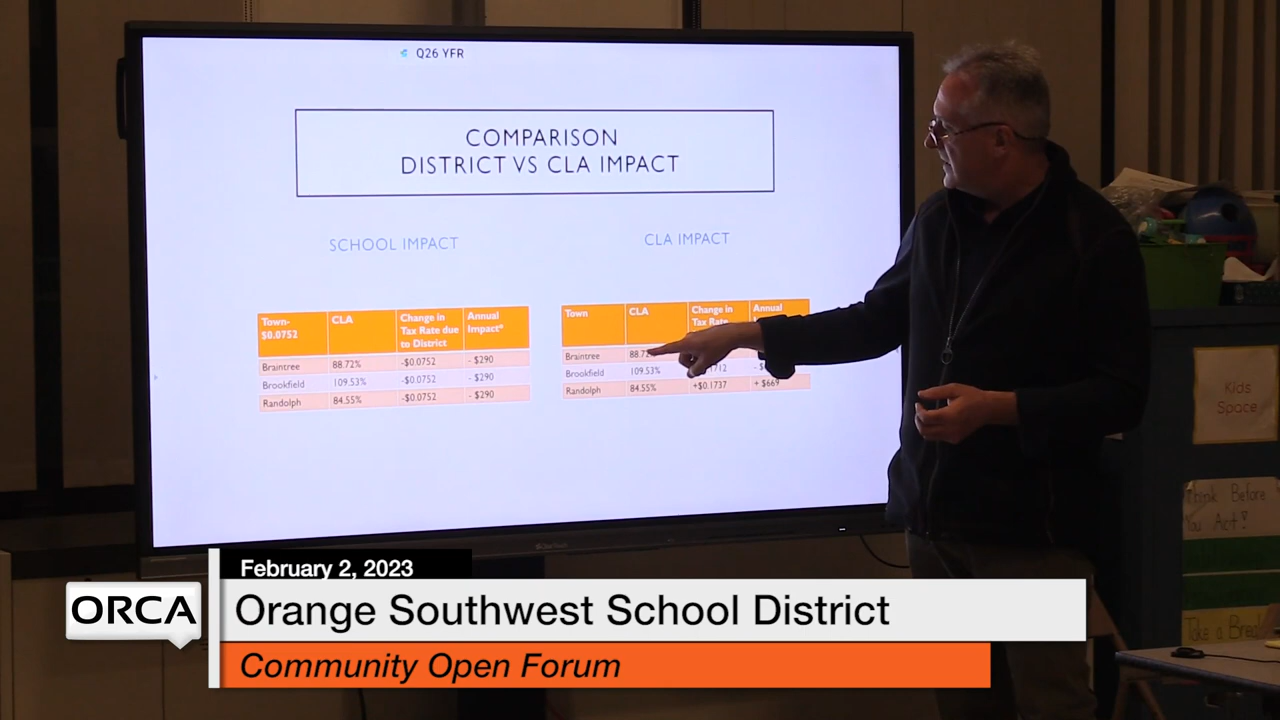 Q26 YFR
COMPARISON
DISTRICT VS CLA IMPACT
SCHOOL IMPACT
CLA IMPACT
Town- CLA Change in Annual
$0.0752 Tax Rate due Impact*
to District
Braintree 88.72% -$0.0752 - $290
Brookfield 109.53% -$0.0752 - $290
Randolph 84.55% -$0.0752 - $290
Town CLA Change in Annual
Tax Rate
Braintree
Brookfield 109.53%
Randolph 84.55% +$0.1737 + $669
Kids
Space
Think Before
You Act!
Take a
February 2, 2023
ORCA
Orange Southwest School District
Community Open Forum